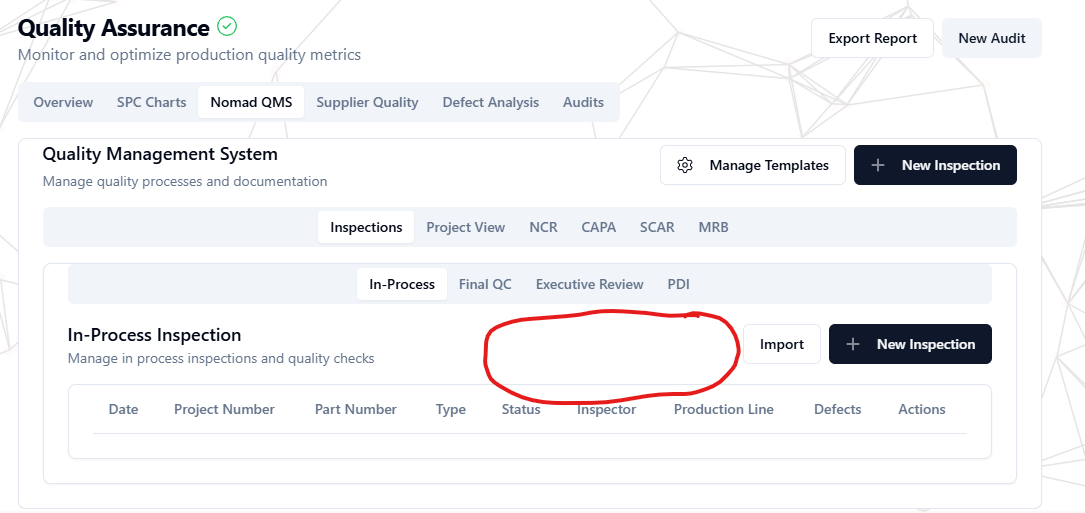 Quality Assurance
Monitor and optimize production quality metrics
Export Report
New Audit
Overview SPC Charts Nomad QMS Supplier Quality Defect Analysis Audits
Quality Management System
Manage quality processes and documentation
Manage Templates
+ New Inspection
Inspections Project View NCR CAPA SCAR MRB
In-Process Final QC Executive Review PDI
In-Process Inspection
Manage in process inspections and quality checks
Import
+ New Inspection
Date Project Number Part Number Type Status Inspector Production Line Defects Actions